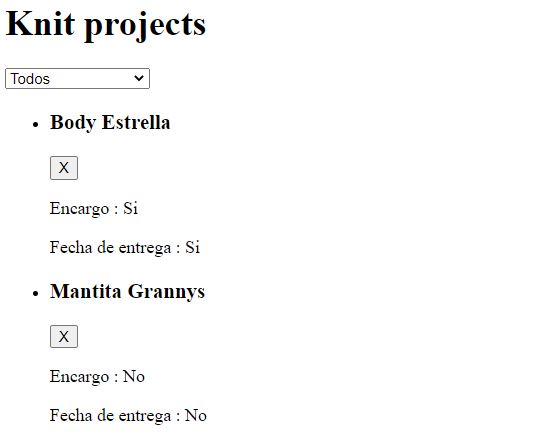 Knit projects
Todos
Body Estrella
X
Encargo : Si
Fecha de entrega : Si
Mantita Grannys
X
Encargo : No
Fecha de entrega : No